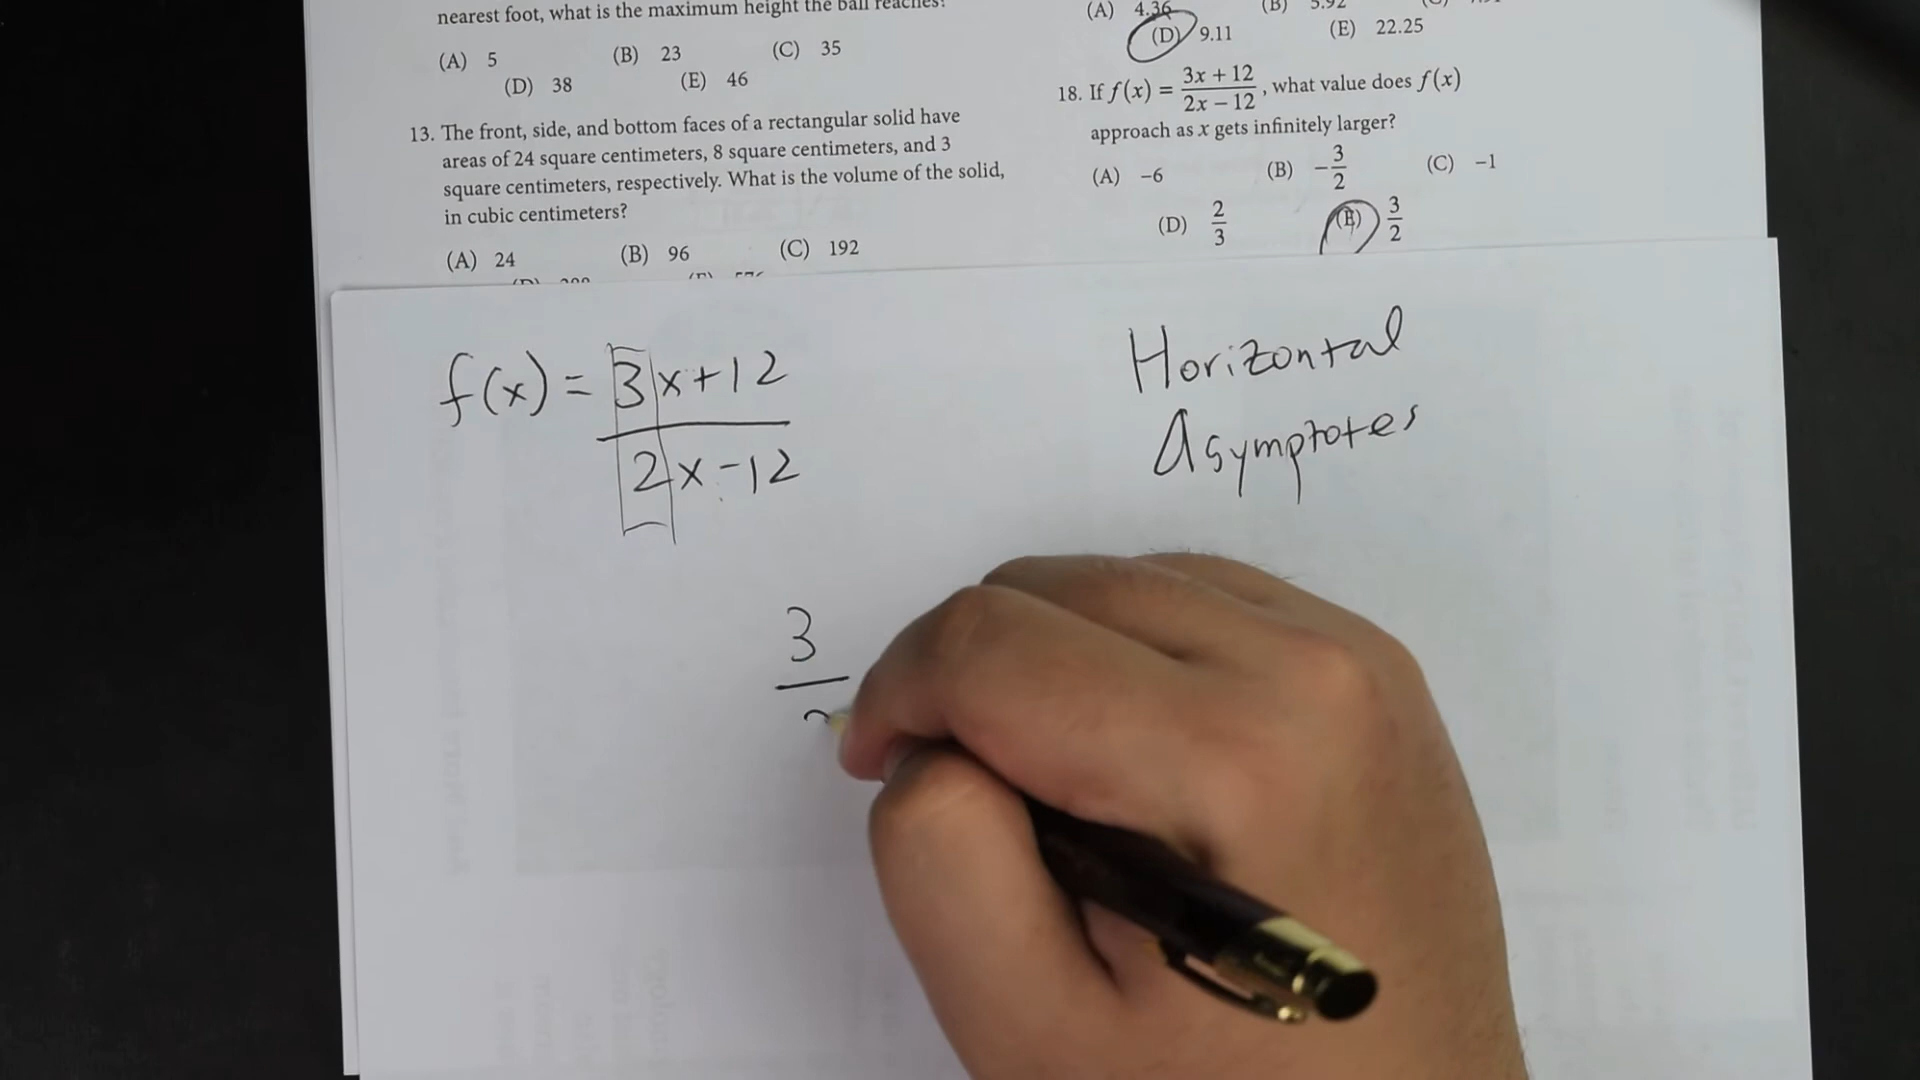 nearest foot, what is the maximum height the ball reaches?
(A) 5 (B) 23 (C) 35
(D) 38 (E) 46
13. The front, side, and bottom faces of a rectangular solid have
areas of 24 square centimeters, 8 square centimeters, and 3
square centimeters, respectively. What is the volume of the solid,
in cubic centimeters?
(A) 24 (B) 96 (C) 192
(A) 4.36 (B) 5.92
(D) 9.11 (E) 22.25
18. If f(x) = (3x + 12)/(2x − 12), what value does f(x)
approach as x gets infinitely larger?
(A) −6 (B) −3/2 (C) −1
(D) 2/3 (E) 3/2
f(x) = 3x+12
2x-12
Horizontal
Asymptotes
3